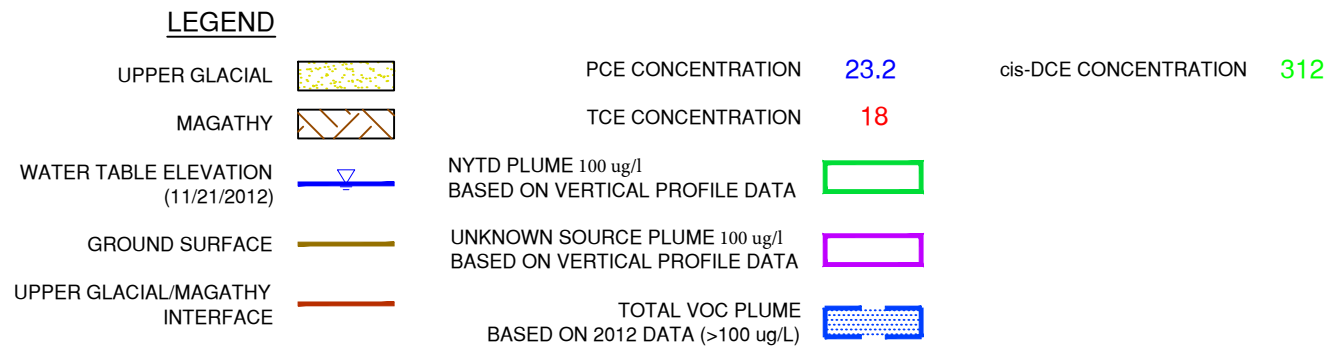 LEGEND
UPPER GLACIAL
MAGATHY
WATER TABLE ELEVATION
(11/21/2012)
GROUND SURFACE
UPPER GLACIAL/MAGATHY
INTERFACE
PCE CONCENTRATION 23.2
TCE CONCENTRATION 18
NYTD PLUME 100 ug/l
BASED ON VERTICAL PROFILE DATA
UNKNOWN SOURCE PLUME 100 ug/l
BASED ON VERTICAL PROFILE DATA
TOTAL VOC PLUME
BASED ON 2012 DATA (>100 ug/L)
cis-DCE CONCENTRATION 312